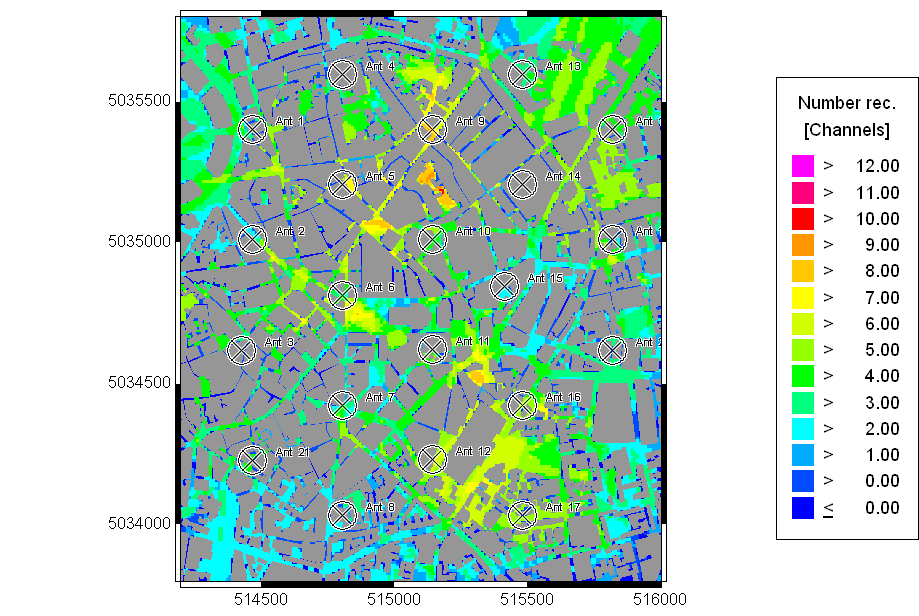 Ant 4
Ant 13
5035500
Ant 1
Ant 9
Ant 5
Ant 14
Ant 2
Ant 10
5035000
Ant 15
Ant 6
Ant 3
Ant 11
5034500
Ant 7
Ant 16
Ant 21
Ant 12
Ant 8
Ant 17
5034000
514500
515000
515500
516000
Number rec.
[Channels]
> 12.00
> 11.00
> 10.00
> 9.00
> 8.00
> 7.00
> 6.00
> 5.00
> 4.00
> 3.00
> 2.00
> 1.00
> 0.00
≤ 0.00